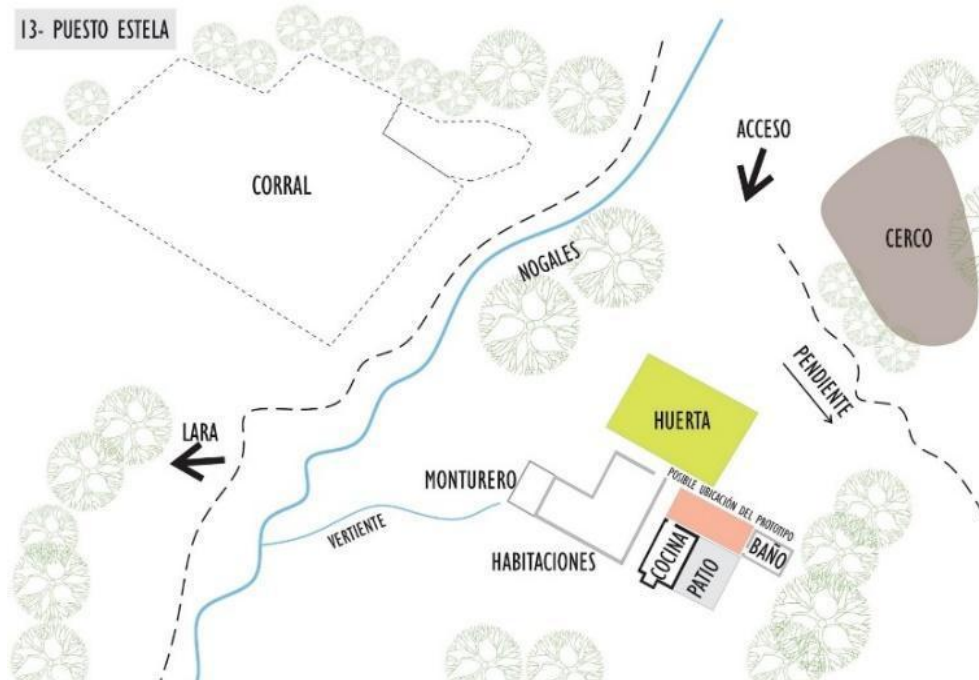 13- PUESTO ESTELA
ACCESO
CORRAL
CERCO
NOGALES
PENDIENTE
HUERTA
LARA
MONTURERO
POSIBLE UBICACIÓN DEL PROTOTIPO
VERTIENTE
BAÑO
COCINA
HABITACIONES
PATIO